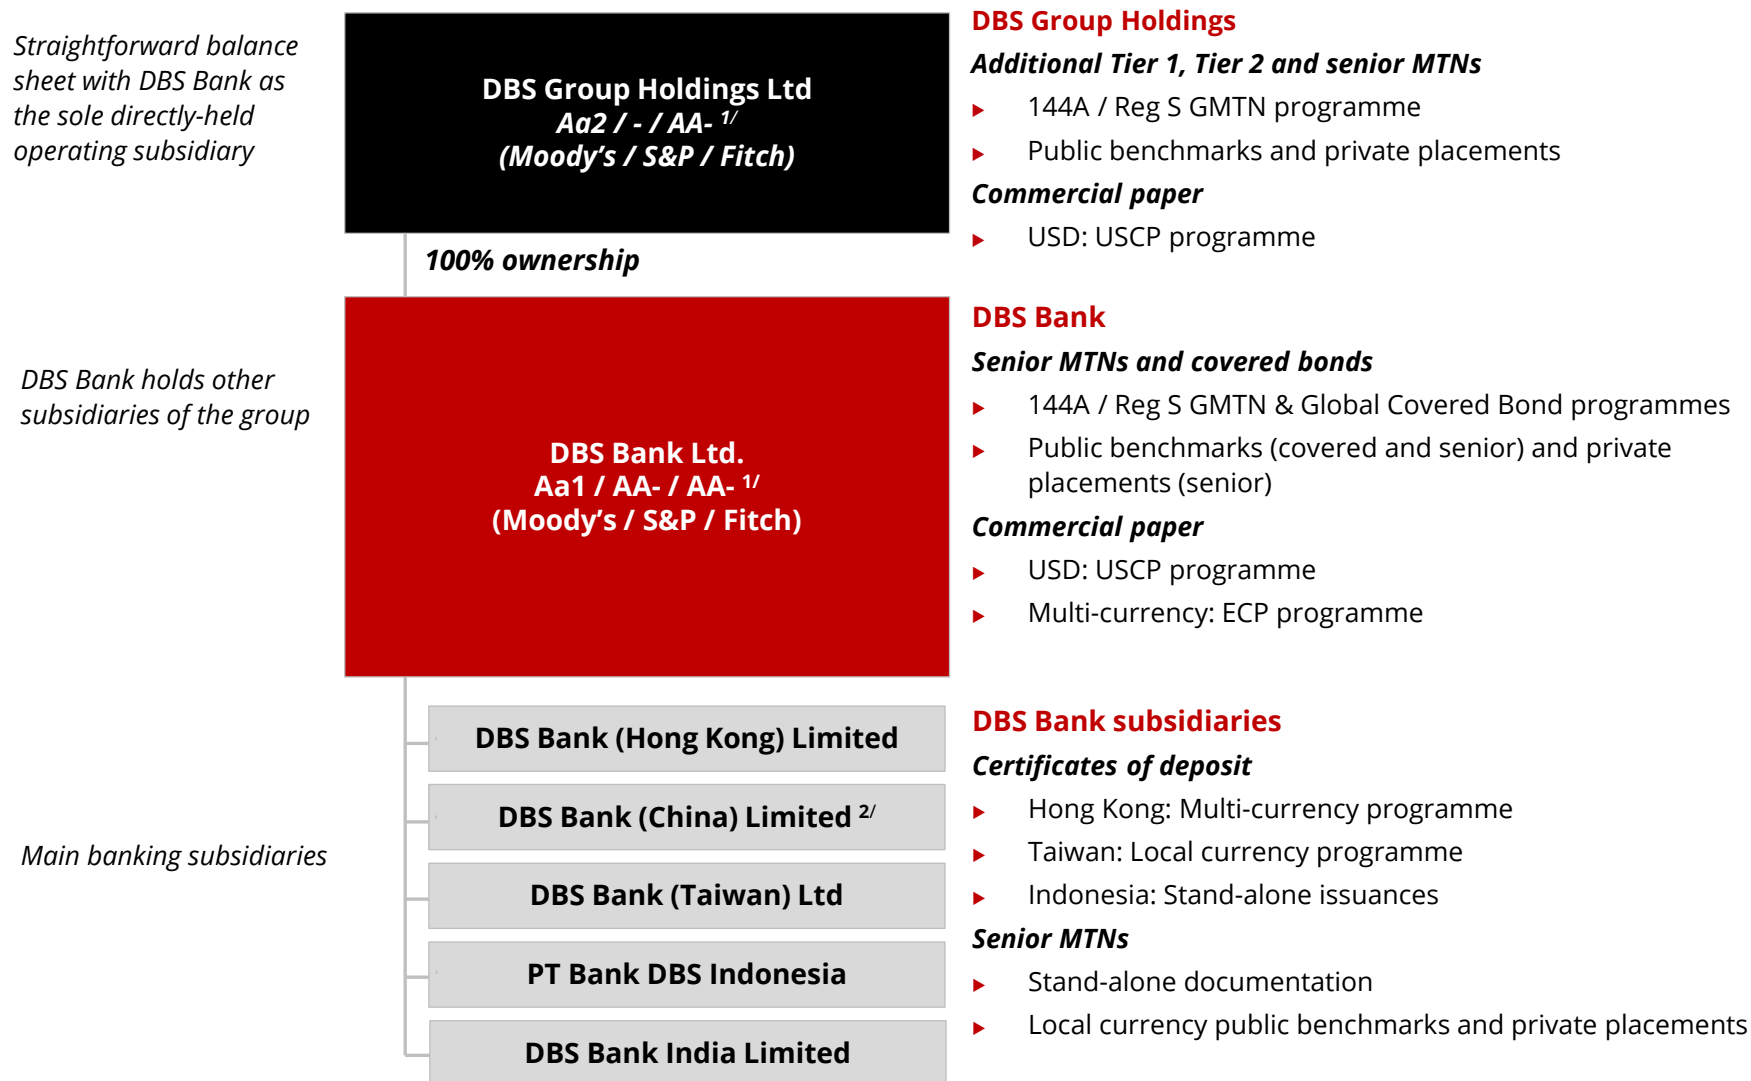 Straightforward balance
sheet with DBS Bank as
the sole directly-held
operating subsidiary
DBS Group Holdings Ltd
Aa2 / - / AA- 1/
(Moody's / S&P / Fitch)
DBS Group Holdings
Additional Tier 1, Tier 2 and senior MTNs
144A / Reg S GMTN programme
Public benchmarks and private placements
Commercial paper
USD: USCP programme
100% ownership
DBS Bank holds other
subsidiaries of the group
DBS Bank Ltd.
Aa1 / AA- / AA- 1/
(Moody's / S&P / Fitch)
DBS Bank
Senior MTNs and covered bonds
144A / Reg S GMTN & Global Covered Bond programmes
Public benchmarks (covered and senior) and private
placements (senior)
Commercial paper
USD: USCP programme
Multi-currency: ECP programme
Main banking subsidiaries
DBS Bank (Hong Kong) Limited
DBS Bank (China) Limited 2/
DBS Bank (Taiwan) Ltd
PT Bank DBS Indonesia
DBS Bank India Limited
DBS Bank subsidiaries
Certificates of deposit
Hong Kong: Multi-currency programme
Taiwan: Local currency programme
Indonesia: Stand-alone issuances
Senior MTNs
Stand-alone documentation
Local currency public benchmarks and private placements